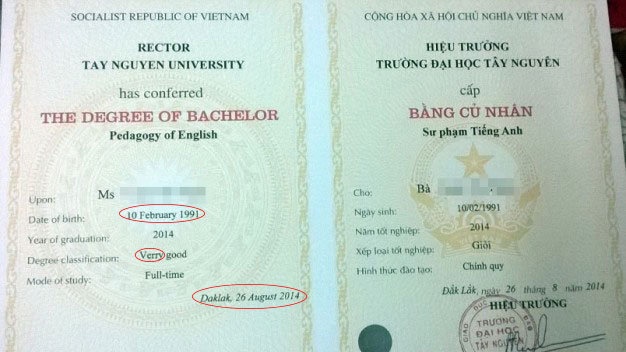 SOCIALIST REPUBLIC OF VIETNAM
RECTOR
TAY NGUYEN UNIVERSITY
has conferred
THE DEGREE OF BACHELOR
Pedagogy of English
Upon: Ms
Date of birth: 10 February 1991
Year of graduation: 2014
Degree classification: Verry good
Mode of study: Full-time
Daklak, 26 August 2014
CỘNG HÒA XÃ HỘI CHỦ NGHĨA VIỆT NAM
HIỆU TRƯỞNG
TRƯỜNG ĐẠI HỌC TÂY NGUYÊN
cấp
BẰNG CỬ NHÂN
Sư phạm Tiếng Anh
Cho: Bà
Ngày sinh: 10/02/1991
Năm tốt nghiệp: 2014
Xếp loại tốt nghiệp: Giỏi
Hình thức đào tạo: Chính quy
Đắk Lắk, ngày 26 tháng 8 năm 2014
HIỆU TRƯỞNG
TRƯỜNG
ĐẠI HỌC
TÂY NGUYÊN